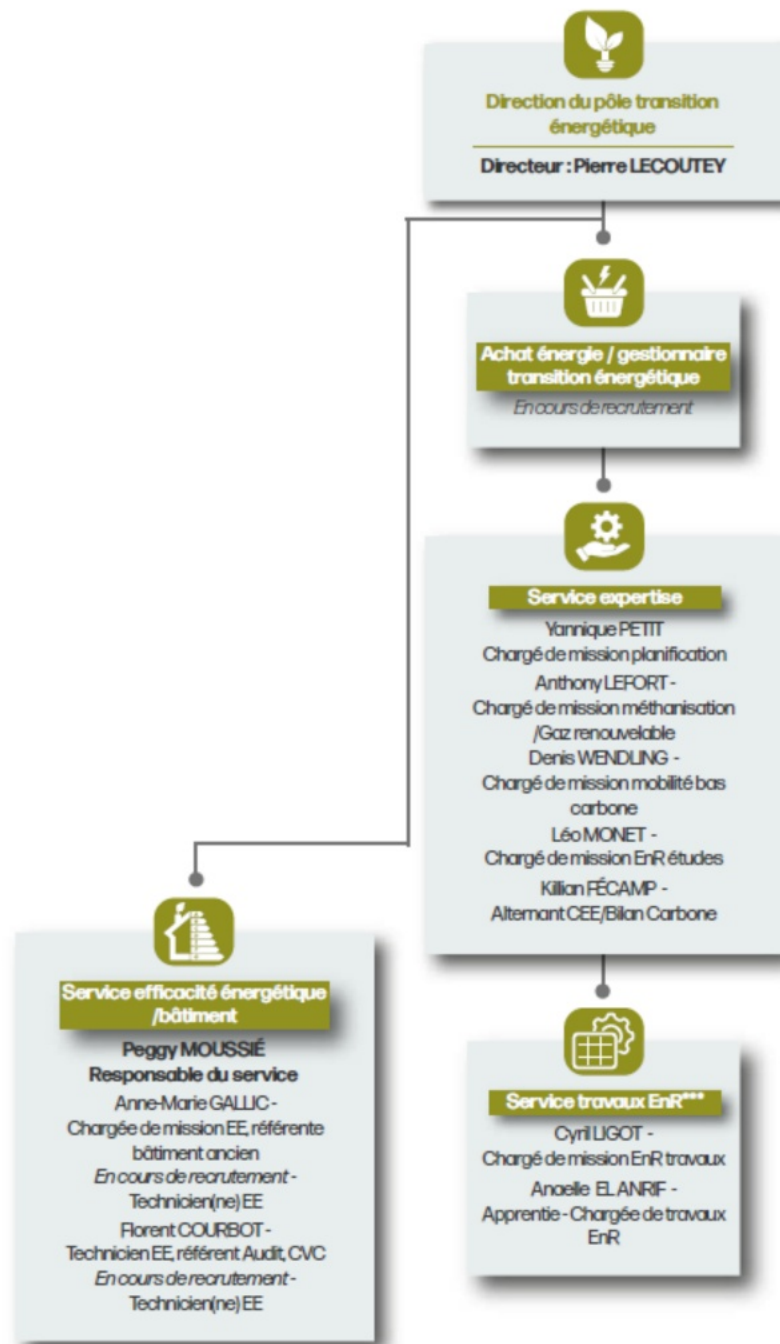 Direction du pôle transition
énergétique
Directeur : Pierre LECOUTEY
Achat énergie / gestionnaire
transition énergétique
En cours de recrutement
Service expertise
Yannique PETIT
Chargé de mission planification
Anthony LEFORT -
Chargé de mission méthanisation
/Gaz renouvelable
Denis WENDLING -
Chargé de mission mobilité bas
carbone
Léo MONET -
Chargé de mission EnR études
Killian FÉCAMP -
Alternant CEE/Bilan Carbone
Service efficacité énergétique
/bâtiment
Peggy MOUSSIÉ
Responsable du service
Anne-Marie GALLIC -
Chargée de mission EE, référente
bâtiment ancien
En cours de recrutement -
Technicien(ne) EE
Florent COURBOT -
Technicien EE, référent Audit, CVC
En cours de recrutement -
Technicien(ne) EE
Service travaux EnR***
Cyril LIGOT -
Chargé de mission EnR travaux
Anaelle EL ANRIF -
Apprentie - Chargée de travaux
EnR